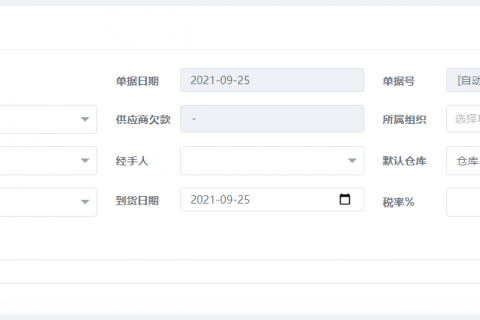 单据日期 2021-09-25 单据号 [自动
供应商欠款 - 所属组织 选择
经手人 默认仓库 仓库
到货日期 2021-09-25 税率%